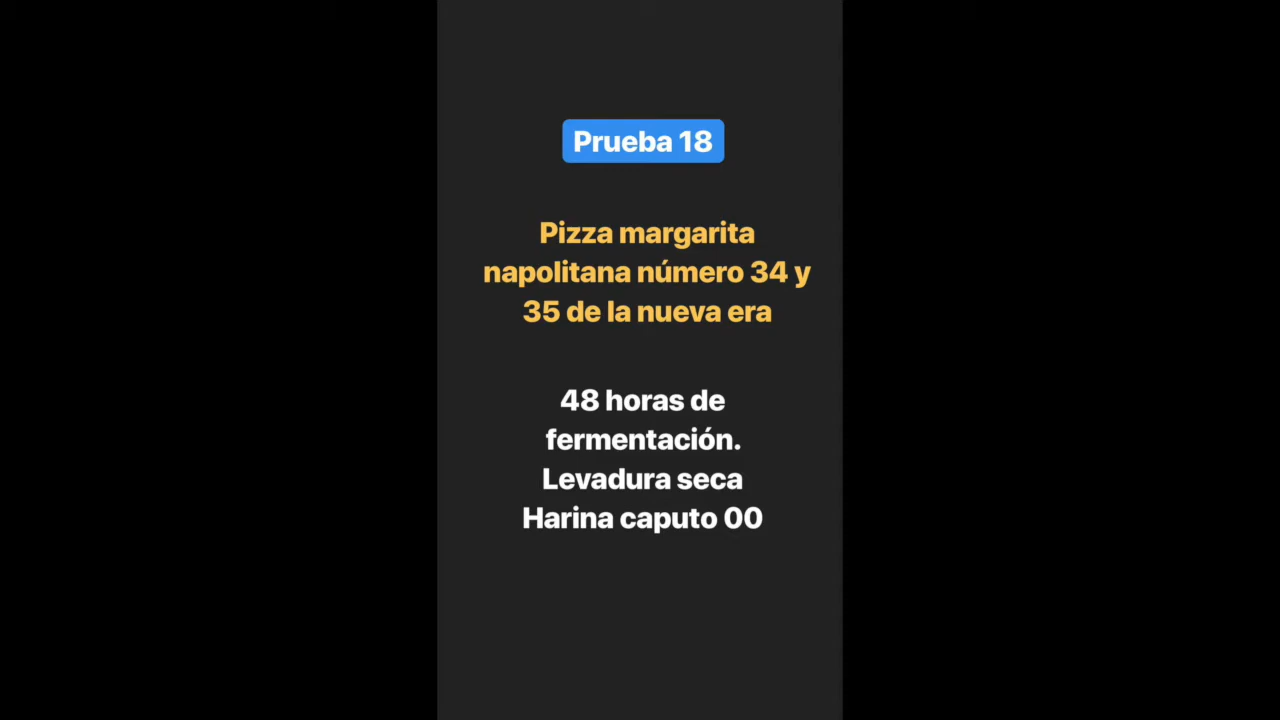 Prueba 18
Pizza margarita
napolitana número 34 y
35 de la nueva era
48 horas de
fermentación.
Levadura seca
Harina caputo 00